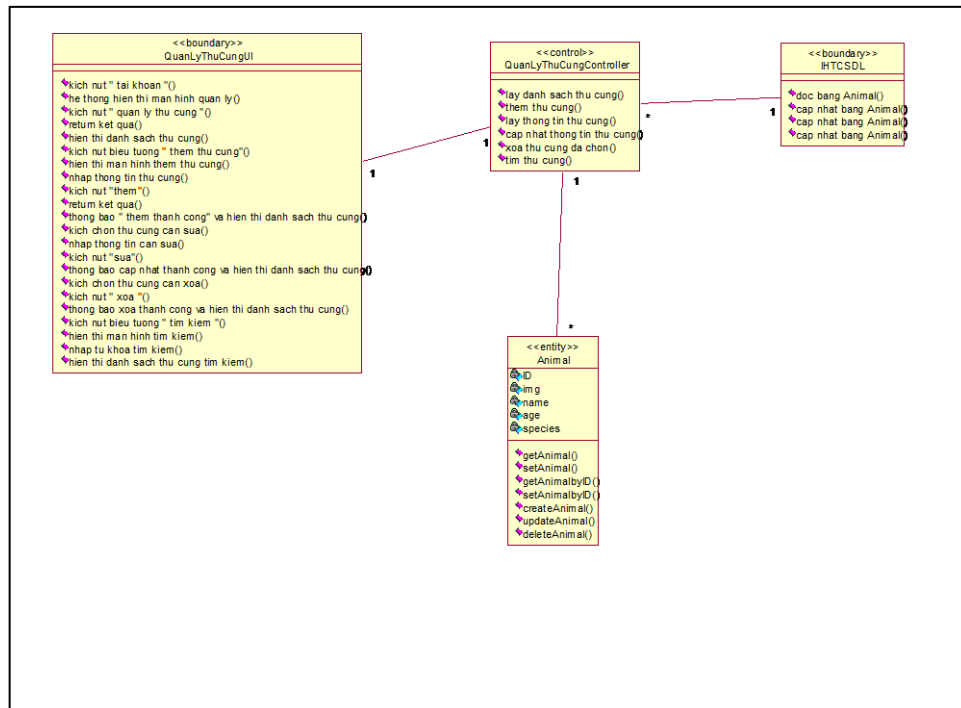 <<boundary>>
QuanLyThuCungUI
kich nut " tai khoan "()
he thong hien thi man hinh quan ly()
kich nut " quan ly thu cung "()
return ket qua()
hien thi danh sach thu cung()
kich nut bieu tuong " them thu cung"()
hien thi man hinh them thu cung()
nhap thong tin thu cung()
kich nut "them"()
return ket qua()
thong bao " them thanh cong" va hien thi danh sach thu cung()
kich chon thu cung can sua()
nhap thong tin can sua()
kich nut "sua"()
thong bao cap nhat thanh cong va hien thi danh sach thu cung()
kich chon thu cung can xoa()
kich nut " xoa "()
thong bao xoa thanh cong va hien thi danh sach thu cung()
kich nut bieu tuong " tim kiem "()
hien thi man hinh tim kiem()
nhap tu khoa tim kiem()
hien thi danh sach thu cung tim kiem()
1
1
<<control>>
QuanLyThuCungController
lay danh sach thu cung()
them thu cung()
lay thong tin thu cung()
cap nhat thong tin thu cung()
xoa thu cung da chon()
tim thu cung()
*
1
<<boundary>>
IHTCSDL
doc bang Animal()
cap nhat bang Animal()
cap nhat bang Animal()
cap nhat bang Animal()
1
*
<<entity>>
Animal
ID
img
name
age
species
getAnimal()
setAnimal()
getAnimalbyID()
setAnimalbyID()
createAnimal()
updateAnimal()
deleteAnimal()